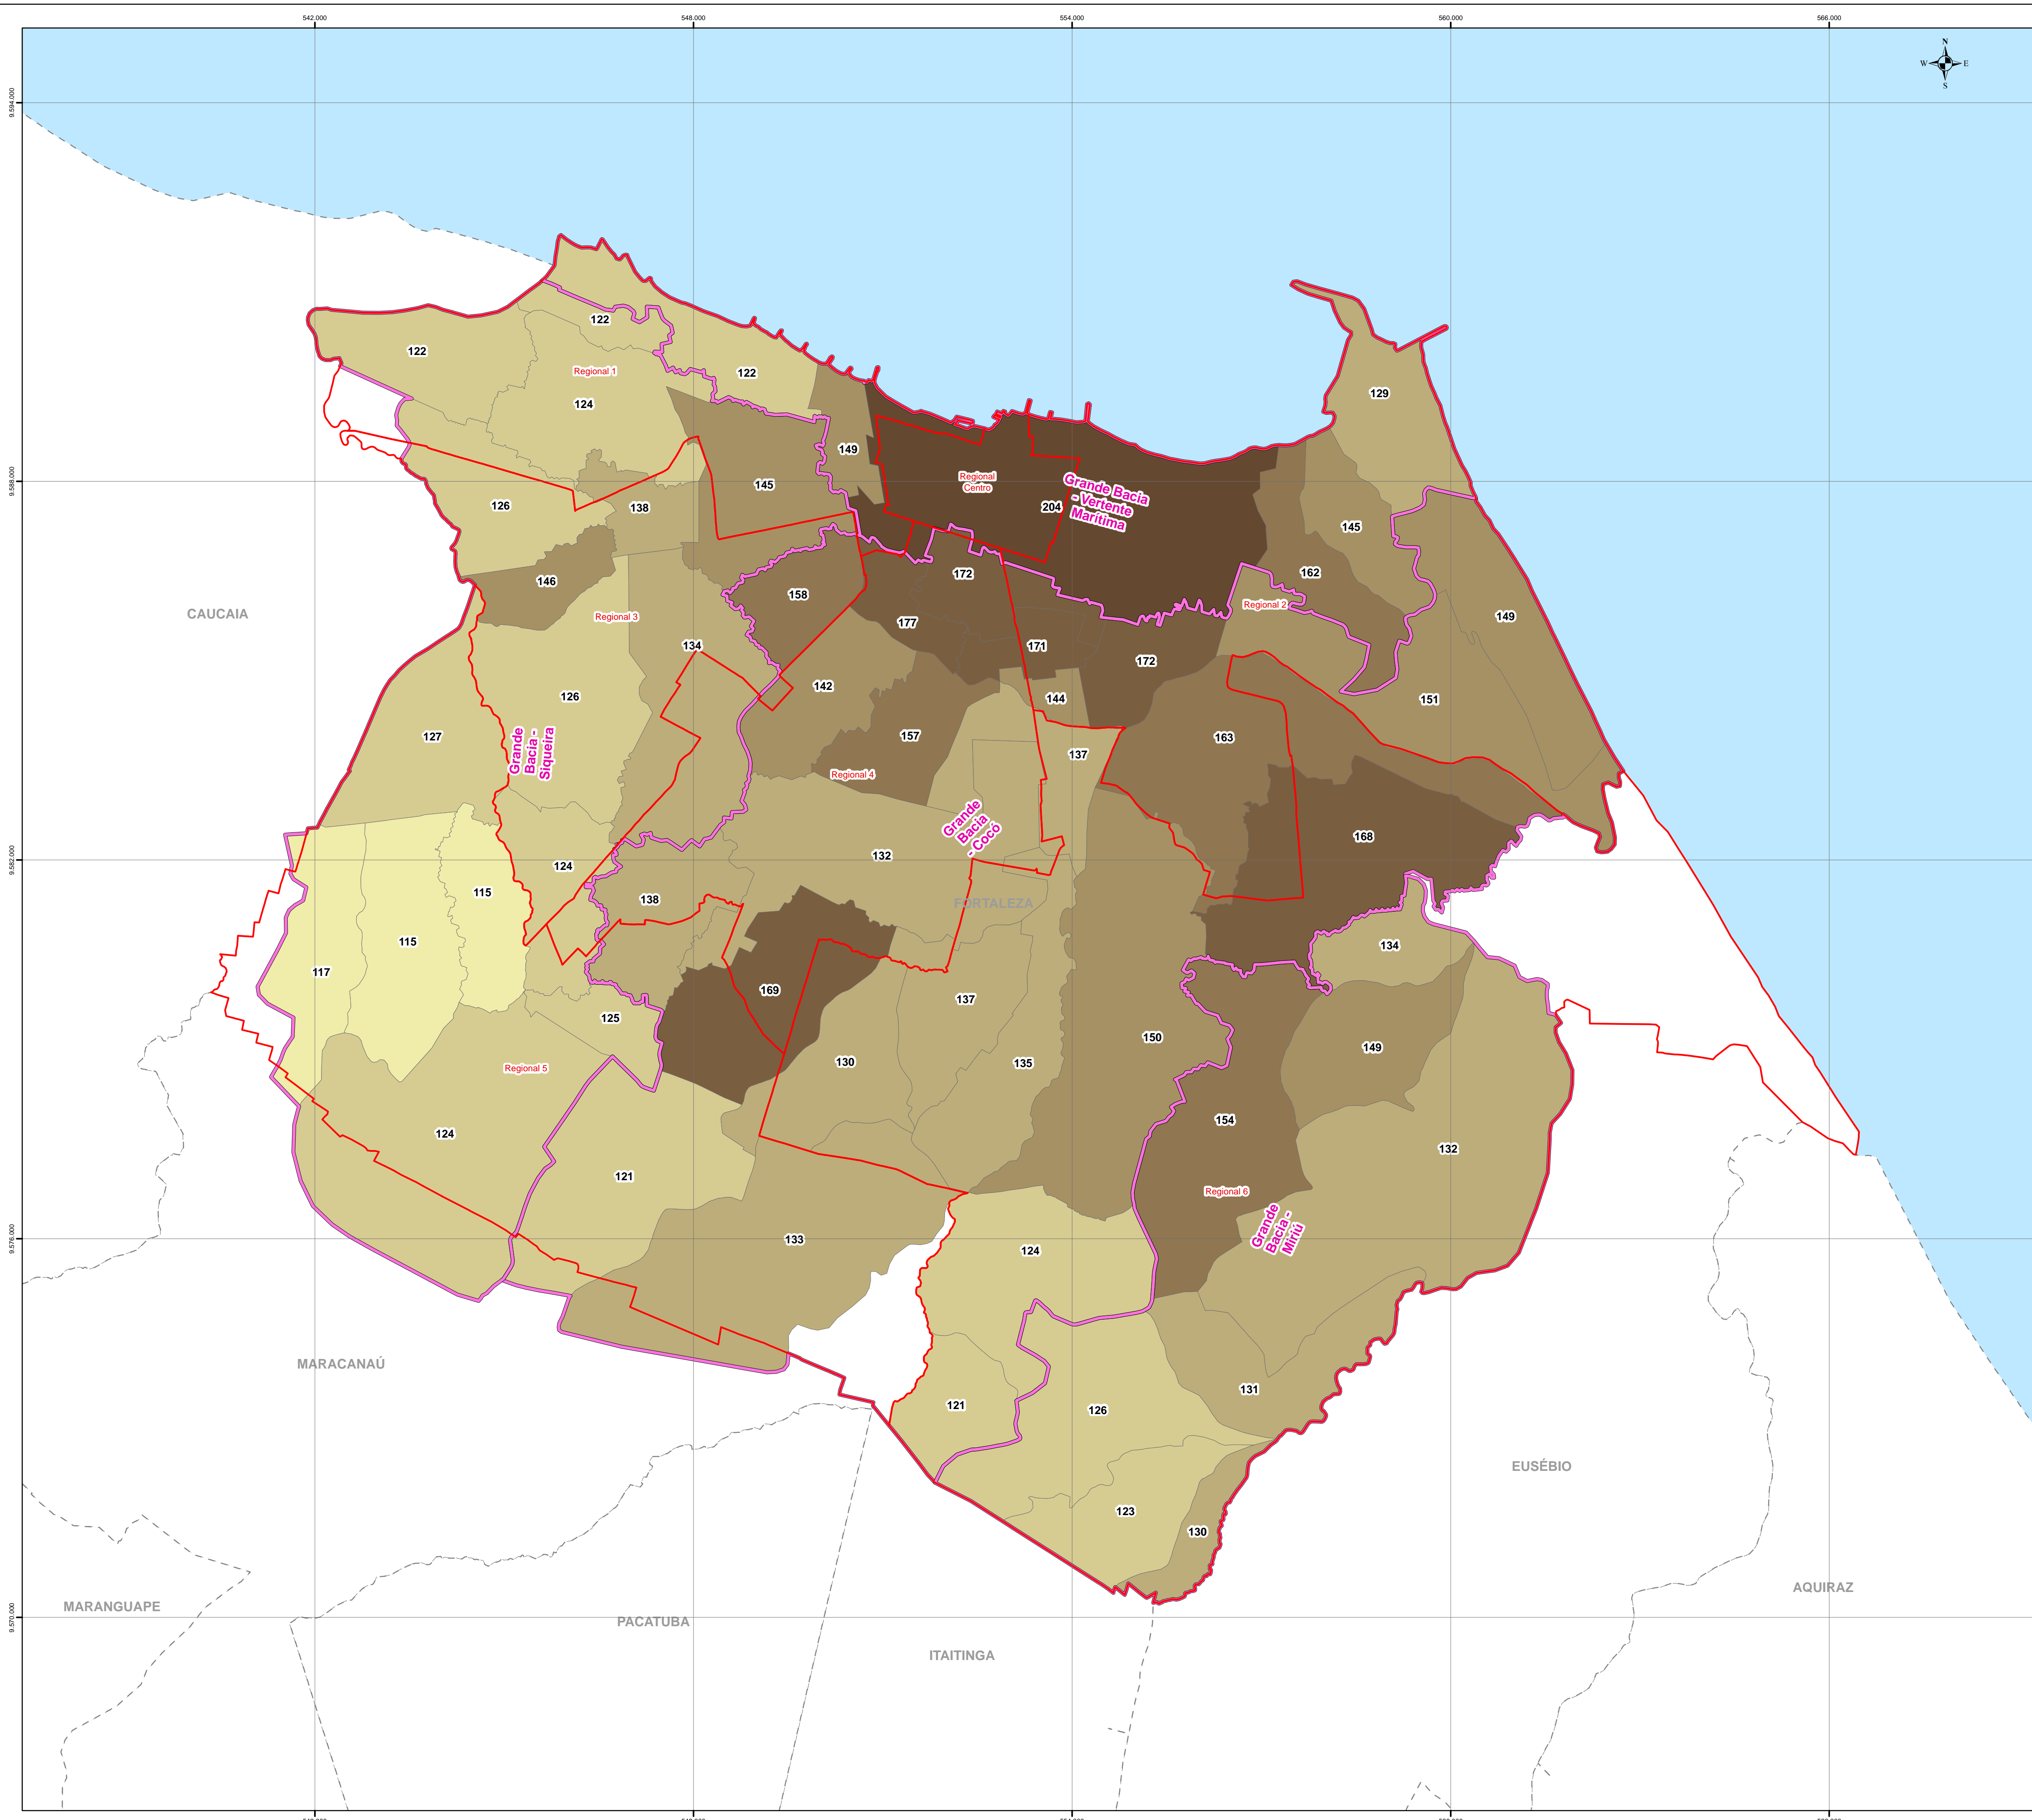 542.000
548.000
554.000
560.000
566.000
N
W
E
S
9.594.000
129
122
122
Regional 1
122
124
149
9.588.000
Regional
Centro
145
204
Grande Bacia
- Vertente
Marítima
126
138
145
146
172
162
158
Regional 2
CAUCAIA
Regional 3
177
149
134
171
172
126
142
144
151
127
157
163
137
Grande
Bacia -
Siqueira
Regional 4
Grande
Bacia
- Cocó
168
9.582.000
132
124
115
138
FORTALEZA
115
134
117
169
137
125
150
149
130
135
Regional 5
154
124
132
121
Regional 6
Grande
Bacia -
Miriú
9.576.000
133
124
MARACANAÚ
131
121
126
EUSÉBIO
123
130
AQUIRAZ
MARANGUAPE
9.570.000
PACATUBA
ITAITINGA